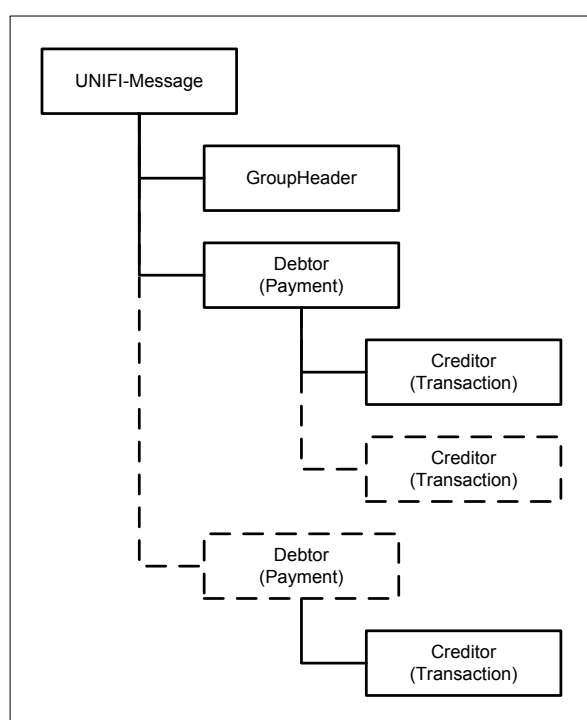 UNIFI-Message
GroupHeader
Debtor
(Payment)
Creditor
(Transaction)
Creditor
(Transaction)
Debtor
(Payment)
Creditor
(Transaction)